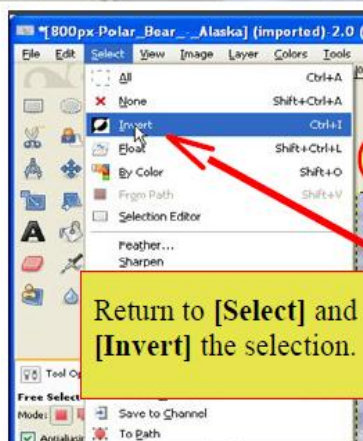 *[800px-Polar_Bear_-_Alaska] (imported)-2.0 (
File Edit Select View Image Layer Colors Tools
All Ctrl+A
None Shift+Ctrl+A
Invert Ctrl+I
Float Shift+Ctrl+L
By Color Shift+O
From Path Shift+V
Selection Editor
Feather...
Sharpen
Return to [Select] and
[Invert] the selection.
Tool Op
Free Select
Mode:
Save to Channel
To Path
Antialiasing